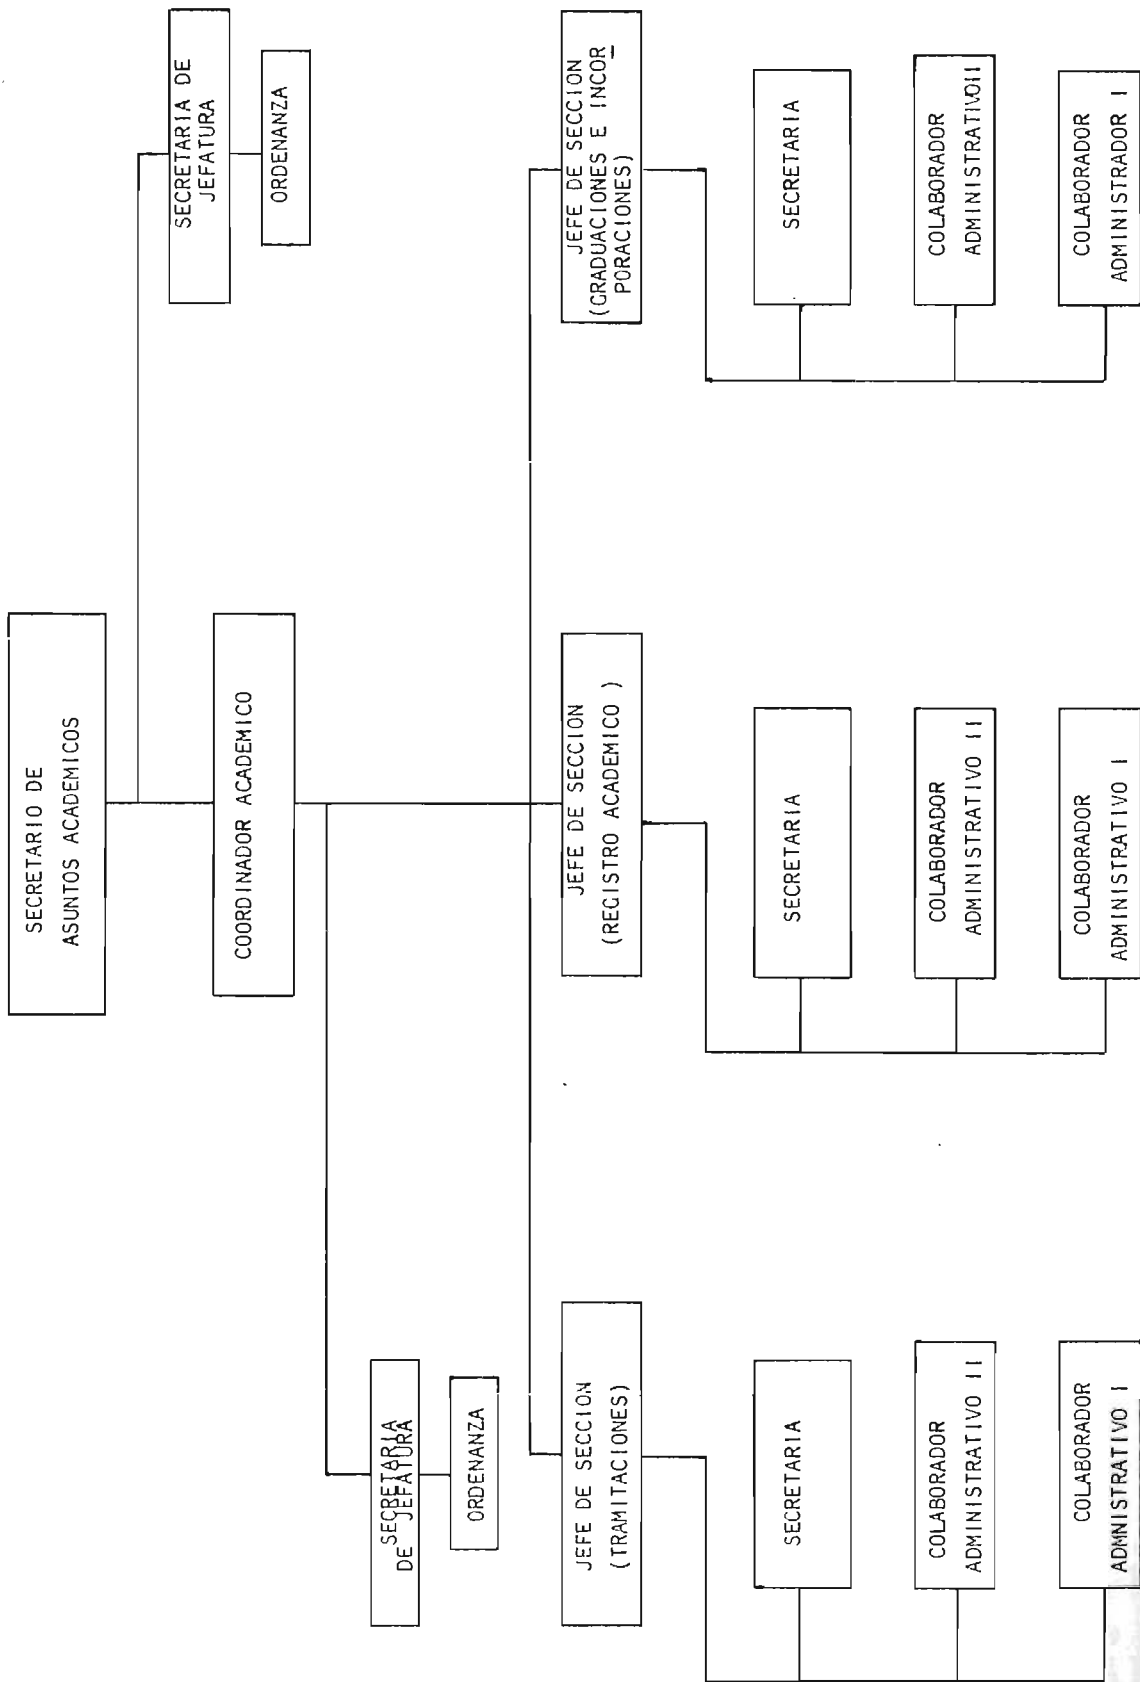 SECRETARIO DE
ASUNTOS ACADEMICOS
SECRETARIA DE
JEFATURA
ORDENANZA
COORDINADOR ACADEMICO
SECRETARIA
DE JEFATURA
ORDENANZA
JEFE DE SECCION
(TRAMITACIONES)
SECRETARIA
COLABORADOR
ADMINISTRATIVO II
COLABORADOR
ADMNISTRATIVO I
JEFE DE SECCION
(REGISTRO ACADEMICO )
SECRETARIA
COLABORADOR
ADMINISTRATIVO II
COLABORADOR
ADMINISTRATIVO I
JEFE DE SECCION
(GRADUACIONES E INCOR_
PORACIONES)
SECRETARIA
COLABORADOR
ADMINISTRATIVOII
COLABORADOR
ADMINISTRADOR I